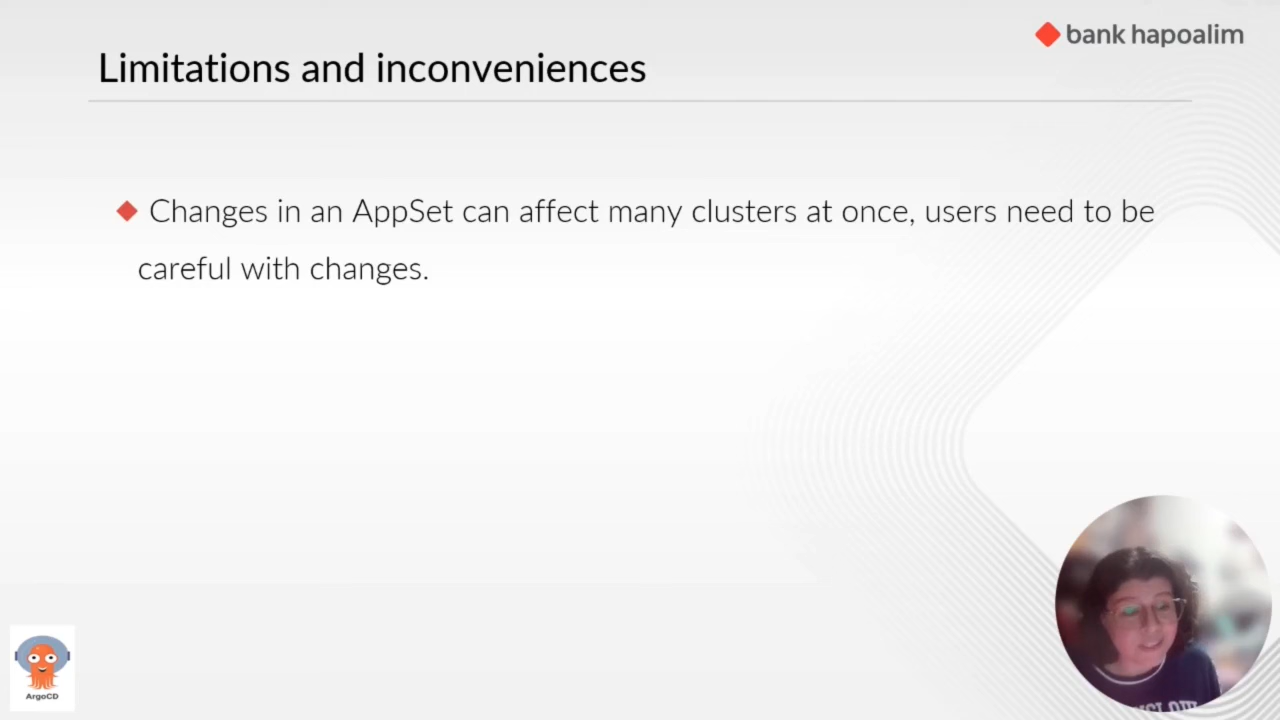 bank hapoalim
Limitations and inconveniences
Changes in an AppSet can affect many clusters at once, users need to be
careful with changes.
ArgoCD